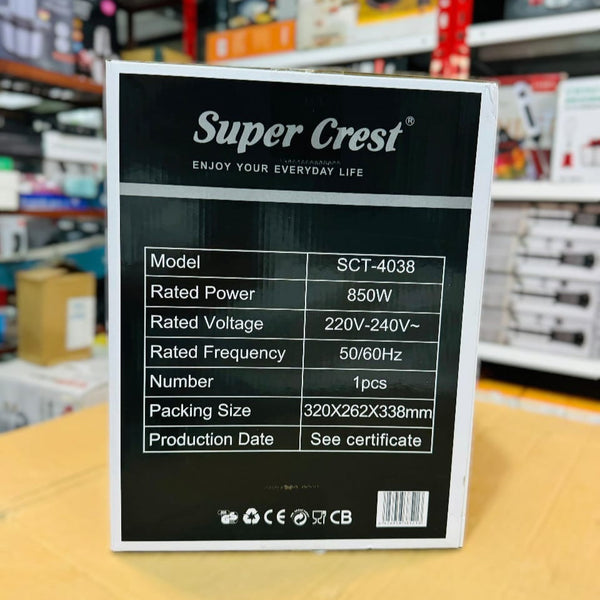 Super Crest®
ENJOY YOUR EVERYDAY LIFE
Model SCT-4038
Rated Power 850W
Rated Voltage 220V-240V~
Rated Frequency 50/60Hz
Number 1pcs
Packing Size 320X262X338mm
Production Date See certificate
CE CB